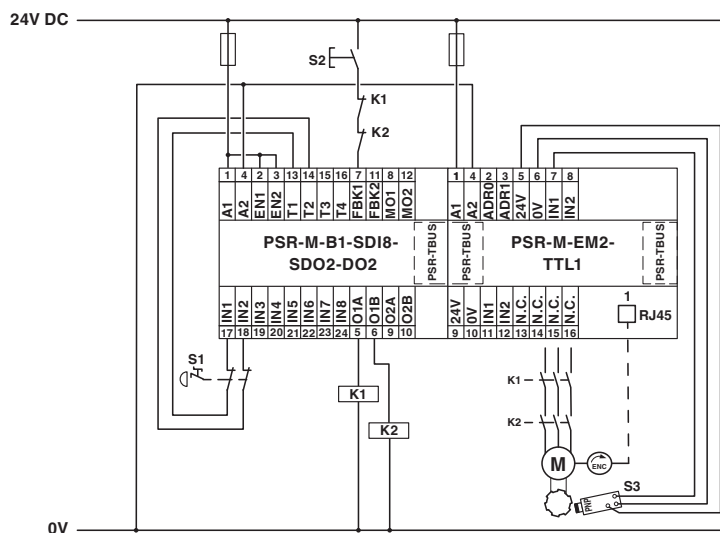 24V DC
S2
K1
K2
1 4 2 3 13 14 15 16 7 11 8 12
A1 A2 EN1 EN2 T1 T2 T3 T4 FBK1 FBK2 MO1 MO2
1 4 2 3 5 6 7 8
A1 A2 ADR0 ADR1 24V 0V IN1 IN2
PSR-M-B1-SDI8-
SDO2-DO2
PSR-TBUS
PSR-TBUS
PSR-M-EM2-
TTL1
PSR-TBUS
IN1 IN2 IN3 IN4 IN5 IN6 IN7 IN8 O1A O1B O2A O2B
17 18 19 20 21 22 23 24 5 6 9 10
24V 0V IN1 IN2 N.C. N.C. N.C. N.C.
9 10 11 12 13 14 15 16
1
RJ45
S1
K1
K2
K1
K2
M
ENC
S3
PNP
0V